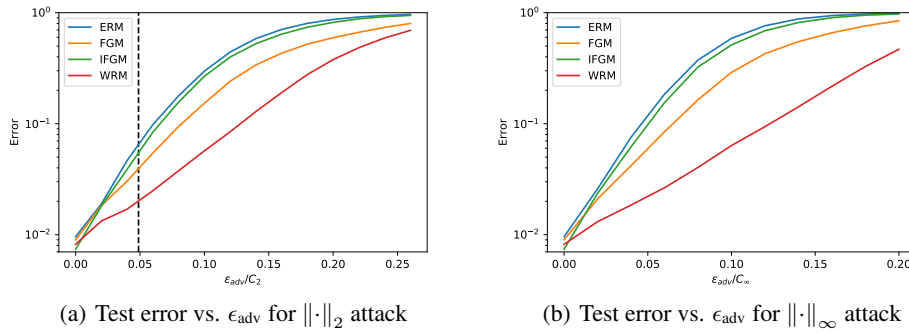 10⁰
ERM
FGM
IFGM
WRM
10⁻¹
Error
10⁻²
0.00 0.05 0.10 0.15 0.20 0.25
ε_adv/C₂
(a) Test error vs. ϵ_adv for ‖·‖₂ attack
10⁰
ERM
FGM
IFGM
WRM
10⁻¹
Error
10⁻²
0.00 0.05 0.10 0.15 0.20
ε_adv/C_∞
(b) Test error vs. ϵ_adv for ‖·‖_∞ attack